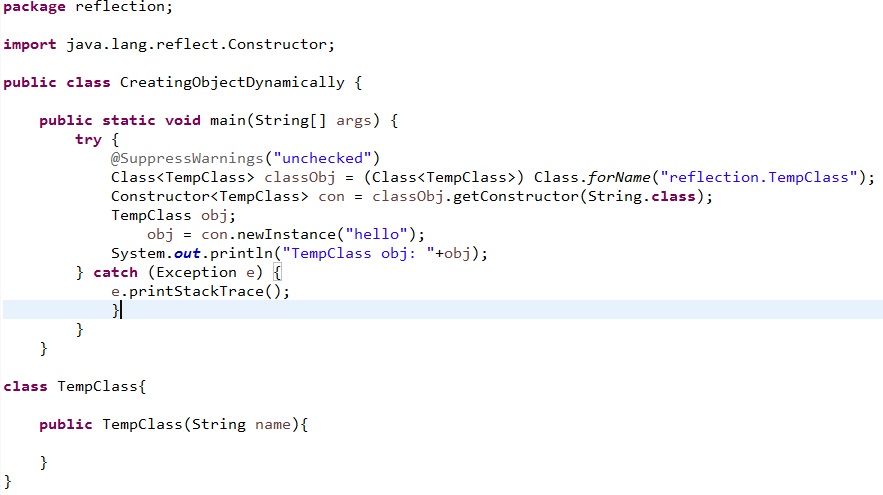 package reflection;
import java.lang.reflect.Constructor;
public class CreatingObjectDynamically {
    public static void main(String[] args) {
        try {
            @SuppressWarnings("unchecked")
            Class<TempClass> classObj = (Class<TempClass>) Class.forName("reflection.TempClass");
            Constructor<TempClass> con = classObj.getConstructor(String.class);
            TempClass obj;
                obj = con.newInstance("hello");
            System.out.println("TempClass obj: "+obj);
        } catch (Exception e) {
            e.printStackTrace();
            }
        }
    }
class TempClass{
    public TempClass(String name){
    }
}